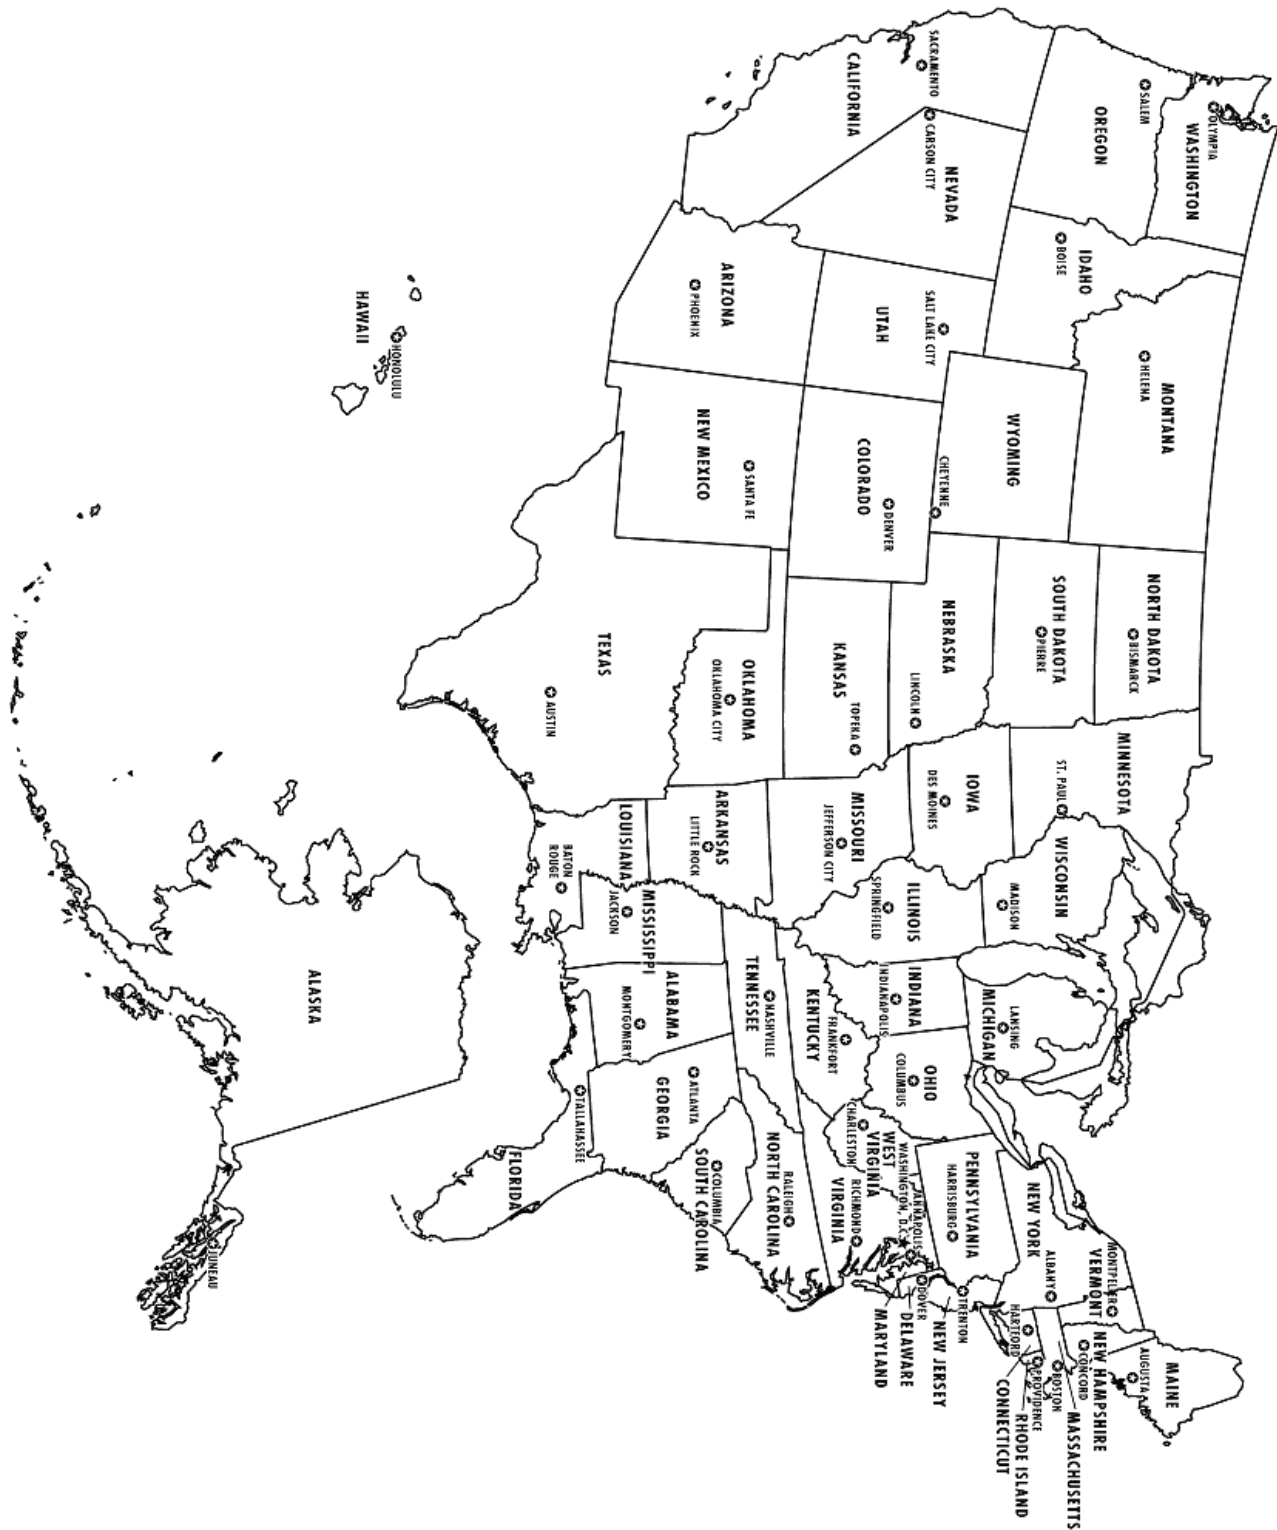 WASHINGTON
OLYMPIA
OREGON
SALEM
CALIFORNIA
SACRAMENTO
NEVADA
CARSON CITY
IDAHO
BOISE
MONTANA
HELENA
WYOMING
CHEYENNE
UTAH
SALT LAKE CITY
ARIZONA
PHOENIX
COLORADO
DENVER
NEW MEXICO
SANTA FE
NORTH DAKOTA
BISMARCK
SOUTH DAKOTA
PIERRE
NEBRASKA
LINCOLN
KANSAS
TOPEKA
OKLAHOMA
OKLAHOMA CITY
TEXAS
AUSTIN
MINNESOTA
ST. PAUL
IOWA
DES MOINES
MISSOURI
JEFFERSON CITY
ARKANSAS
LITTLE ROCK
LOUISIANA
BATON
ROUGE
WISCONSIN
MADISON
ILLINOIS
SPRINGFIELD
MISSISSIPPI
JACKSON
MICHIGAN
LANSING
INDIANA
INDIANAPOLIS
KENTUCKY
FRANKFORT
TENNESSEE
NASHVILLE
ALABAMA
MONTGOMERY
OHIO
COLUMBUS
WEST
VIRGINIA
CHARLESTON
VIRGINIA
RICHMOND
WASHINGTON, D.C.
ANNAPOLIS
NORTH CAROLINA
RALEIGH
SOUTH CAROLINA
COLUMBIA
GEORGIA
ATLANTA
FLORIDA
TALLAHASSEE
PENNSYLVANIA
HARRISBURG
NEW YORK
ALBANY
VERMONT
MONTPELIER
NEW HAMPSHIRE
CONCORD
MAINE
AUGUSTA
MASSACHUSETTS
BOSTON
RHODE ISLAND
PROVIDENCE
CONNECTICUT
HARTFORD
NEW JERSEY
TRENTON
DELAWARE
DOVER
MARYLAND
HAWAII
HONOLULU
ALASKA
JUNEAU